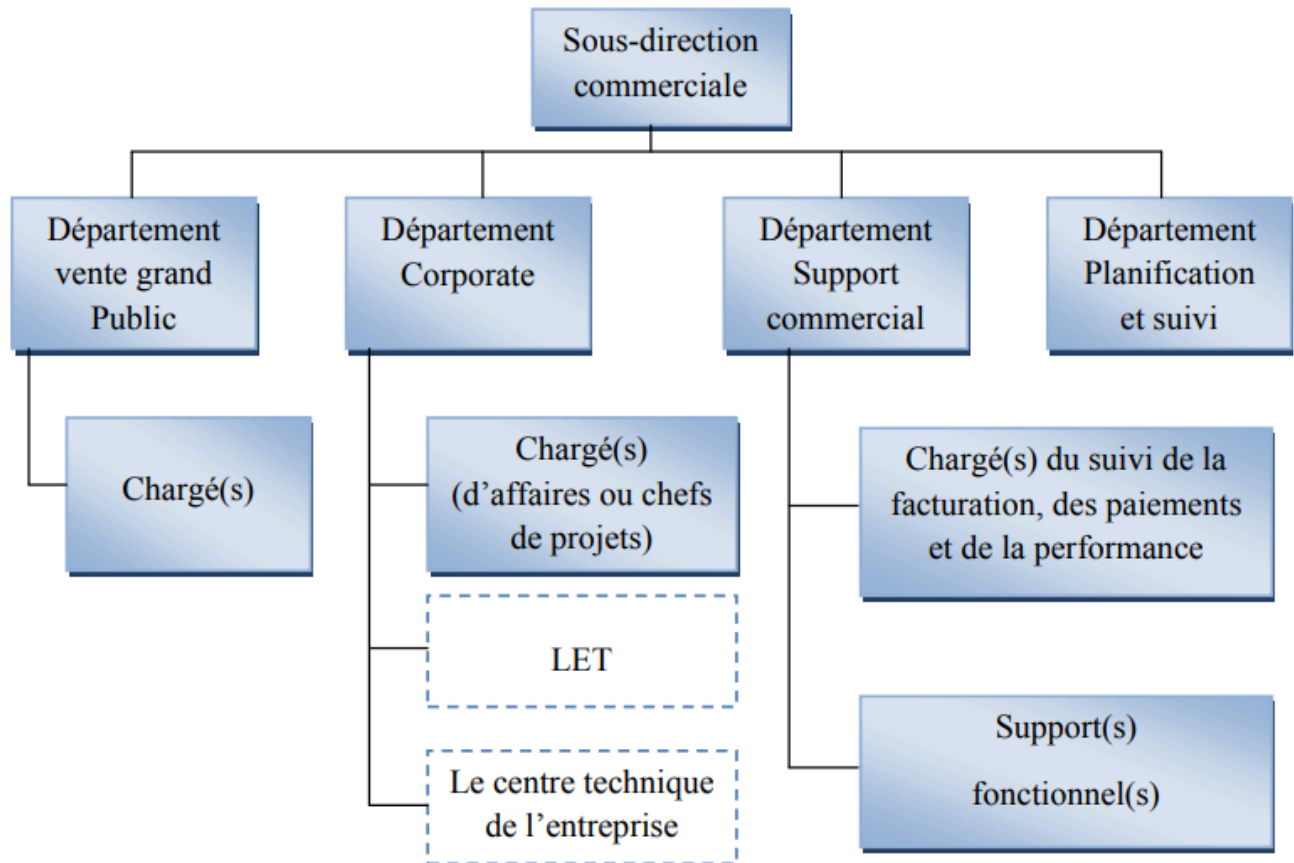 Sous-direction
commerciale
Département
vente grand
Public
Département
Corporate
Département
Support
commercial
Département
Planification
et suivi
Chargé(s)
Chargé(s)
(d’affaires ou chefs
de projets)
LET
Le centre technique
de l’entreprise
Chargé(s) du suivi de la
facturation, des paiements
et de la performance
Support(s)
fonctionnel(s)